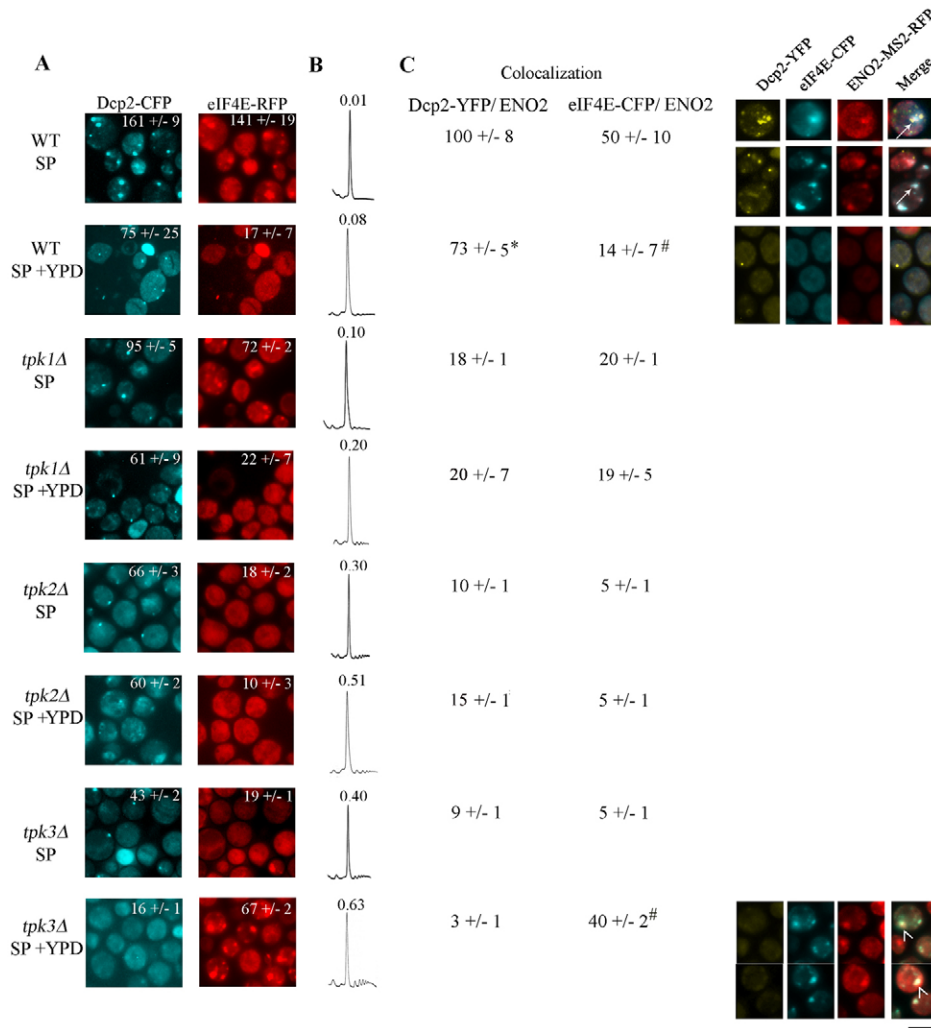 A
B
C
Colocalization
Dcp2-CFP
eIF4E-RFP
Dcp2-YFP/ ENO2
eIF4E-CFP/ ENO2
Dcp2-YFP
eIF4E-CFP
ENO2-MS2-RFP
Merge
WT
SP
161 +/- 9
141 +/- 19
0.01
100 +/- 8
50 +/- 10
WT
SP +YPD
75 +/- 25
17 +/- 7
0.08
73 +/- 5*
14 +/- 7#
tpk1Δ
SP
95 +/- 5
72 +/- 2
0.10
18 +/- 1
20 +/- 1
tpk1Δ
SP +YPD
61 +/- 9
22 +/- 7
0.20
20 +/- 7
19 +/- 5
tpk2Δ
SP
66 +/- 3
18 +/- 2
0.30
10 +/- 1
5 +/- 1
tpk2Δ
SP +YPD
60 +/- 2
10 +/- 3
0.51
15 +/- 1
5 +/- 1
tpk3Δ
SP
43 +/- 2
19 +/- 1
0.40
9 +/- 1
5 +/- 1
tpk3Δ
SP +YPD
16 +/- 1
67 +/- 2
0.63
3 +/- 1
40 +/- 2#